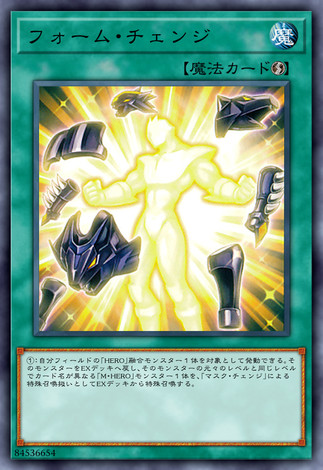 フォーム・チェンジ
魔
【魔法カード】
①:自分フィールドの「HERO」融合モンスター1体を対象として発動できる。そ
のモンスターをEXデッキへ戻し、そのモンスターの元々のレベルと同じレベル
でカード名が異なる「M・HERO」モンスター1体を、「マスク・チェンジ」による
特殊召喚扱いとしてEXデッキから特殊召喚する。
84536654